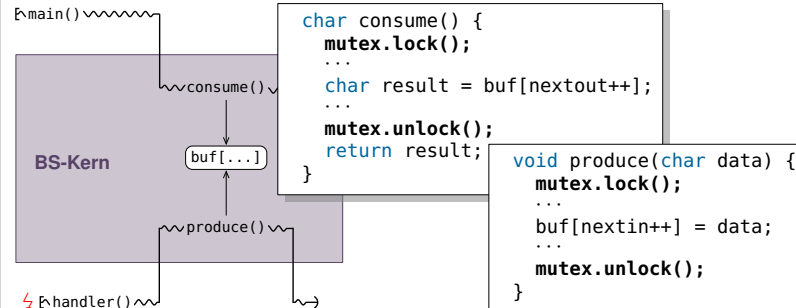 main()
consume()
BS-Kern
buf[...]
produce()
handler()
char consume() {
mutex.lock();
...
char result = buf[nextout++];
...
mutex.unlock();
return result;
}
void produce(char data) {
mutex.lock();
...
buf[nextin++] = data;
...
mutex.unlock();
}